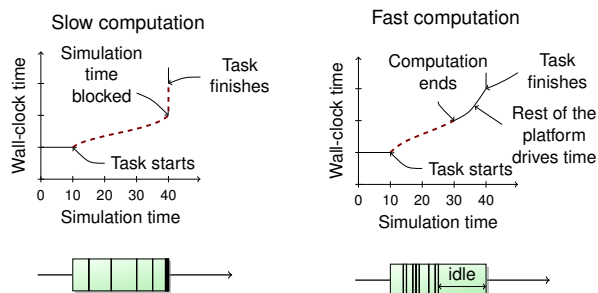 Slow computation
Simulation
time
blocked
Task
finishes
Wall-clock time
Task starts
0 10 20 30 40
Simulation time
Fast computation
Computation
ends
Task
finishes
Rest of the
platform
drives time
Wall-clock time
Task starts
0 10 20 30 40
Simulation time
idle